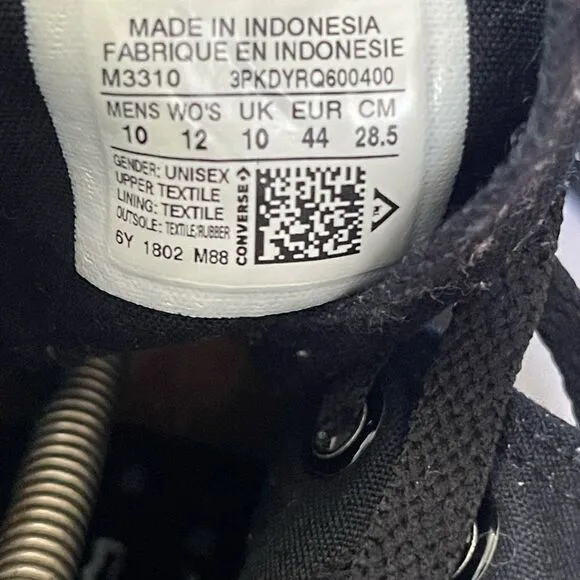 MADE IN INDONESIA
FABRIQUE EN INDONESIE
M3310 3PKDYRQ600400
MENS WO'S UK EUR CM
10 12 10 44 28.5
GENDER: UNISEX
UPPER TEXTILE
LINING: TEXTILE
OUTSOLE: TEXTILE/RUBBER
6Y 1802 M88
CONVERSE